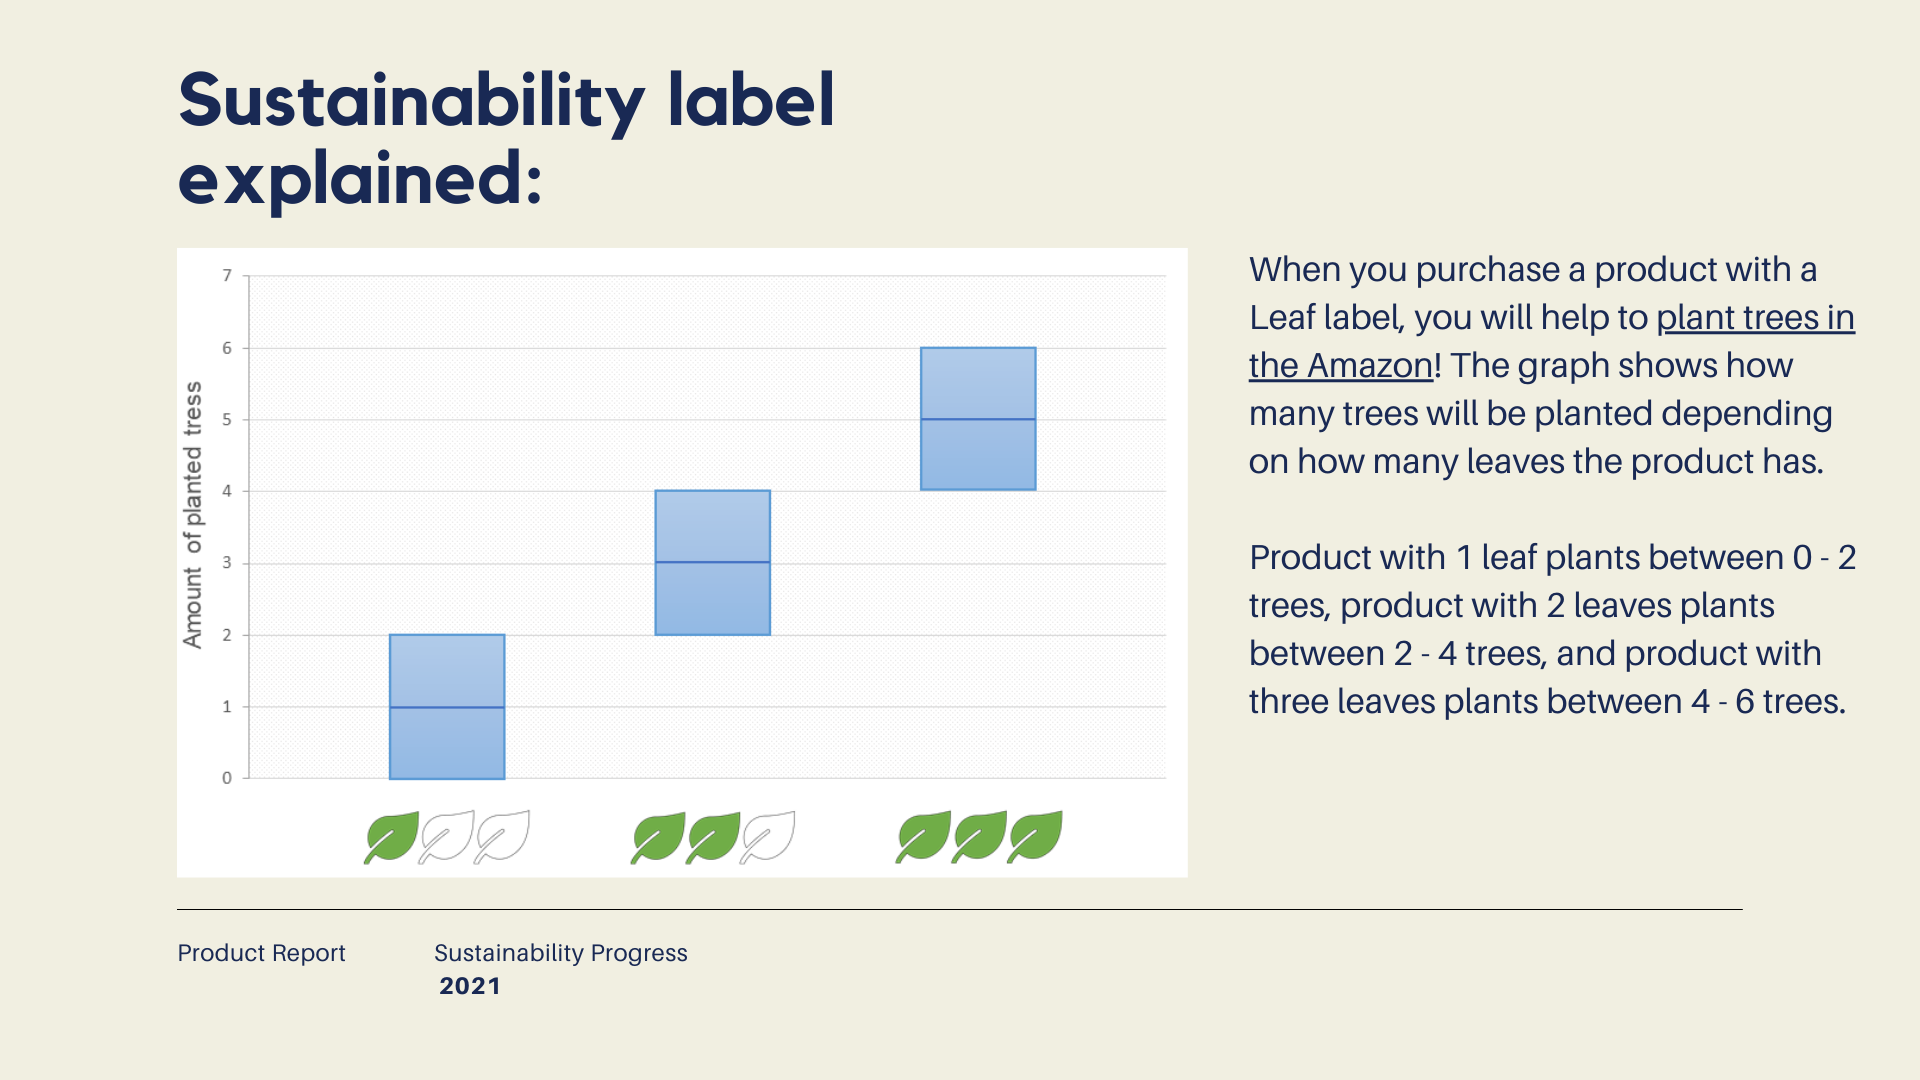 Sustainability label
explained:
7
6
5
4
3
2
1
0
Amount of planted tress
When you purchase a product with a
Leaf label, you will help to plant trees in
the Amazon! The graph shows how
many trees will be planted depending
on how many leaves the product has.
Product with 1 leaf plants between 0 - 2
trees, product with 2 leaves plants
between 2 - 4 trees, and product with
three leaves plants between 4 - 6 trees.
Product Report
Sustainability Progress
2021